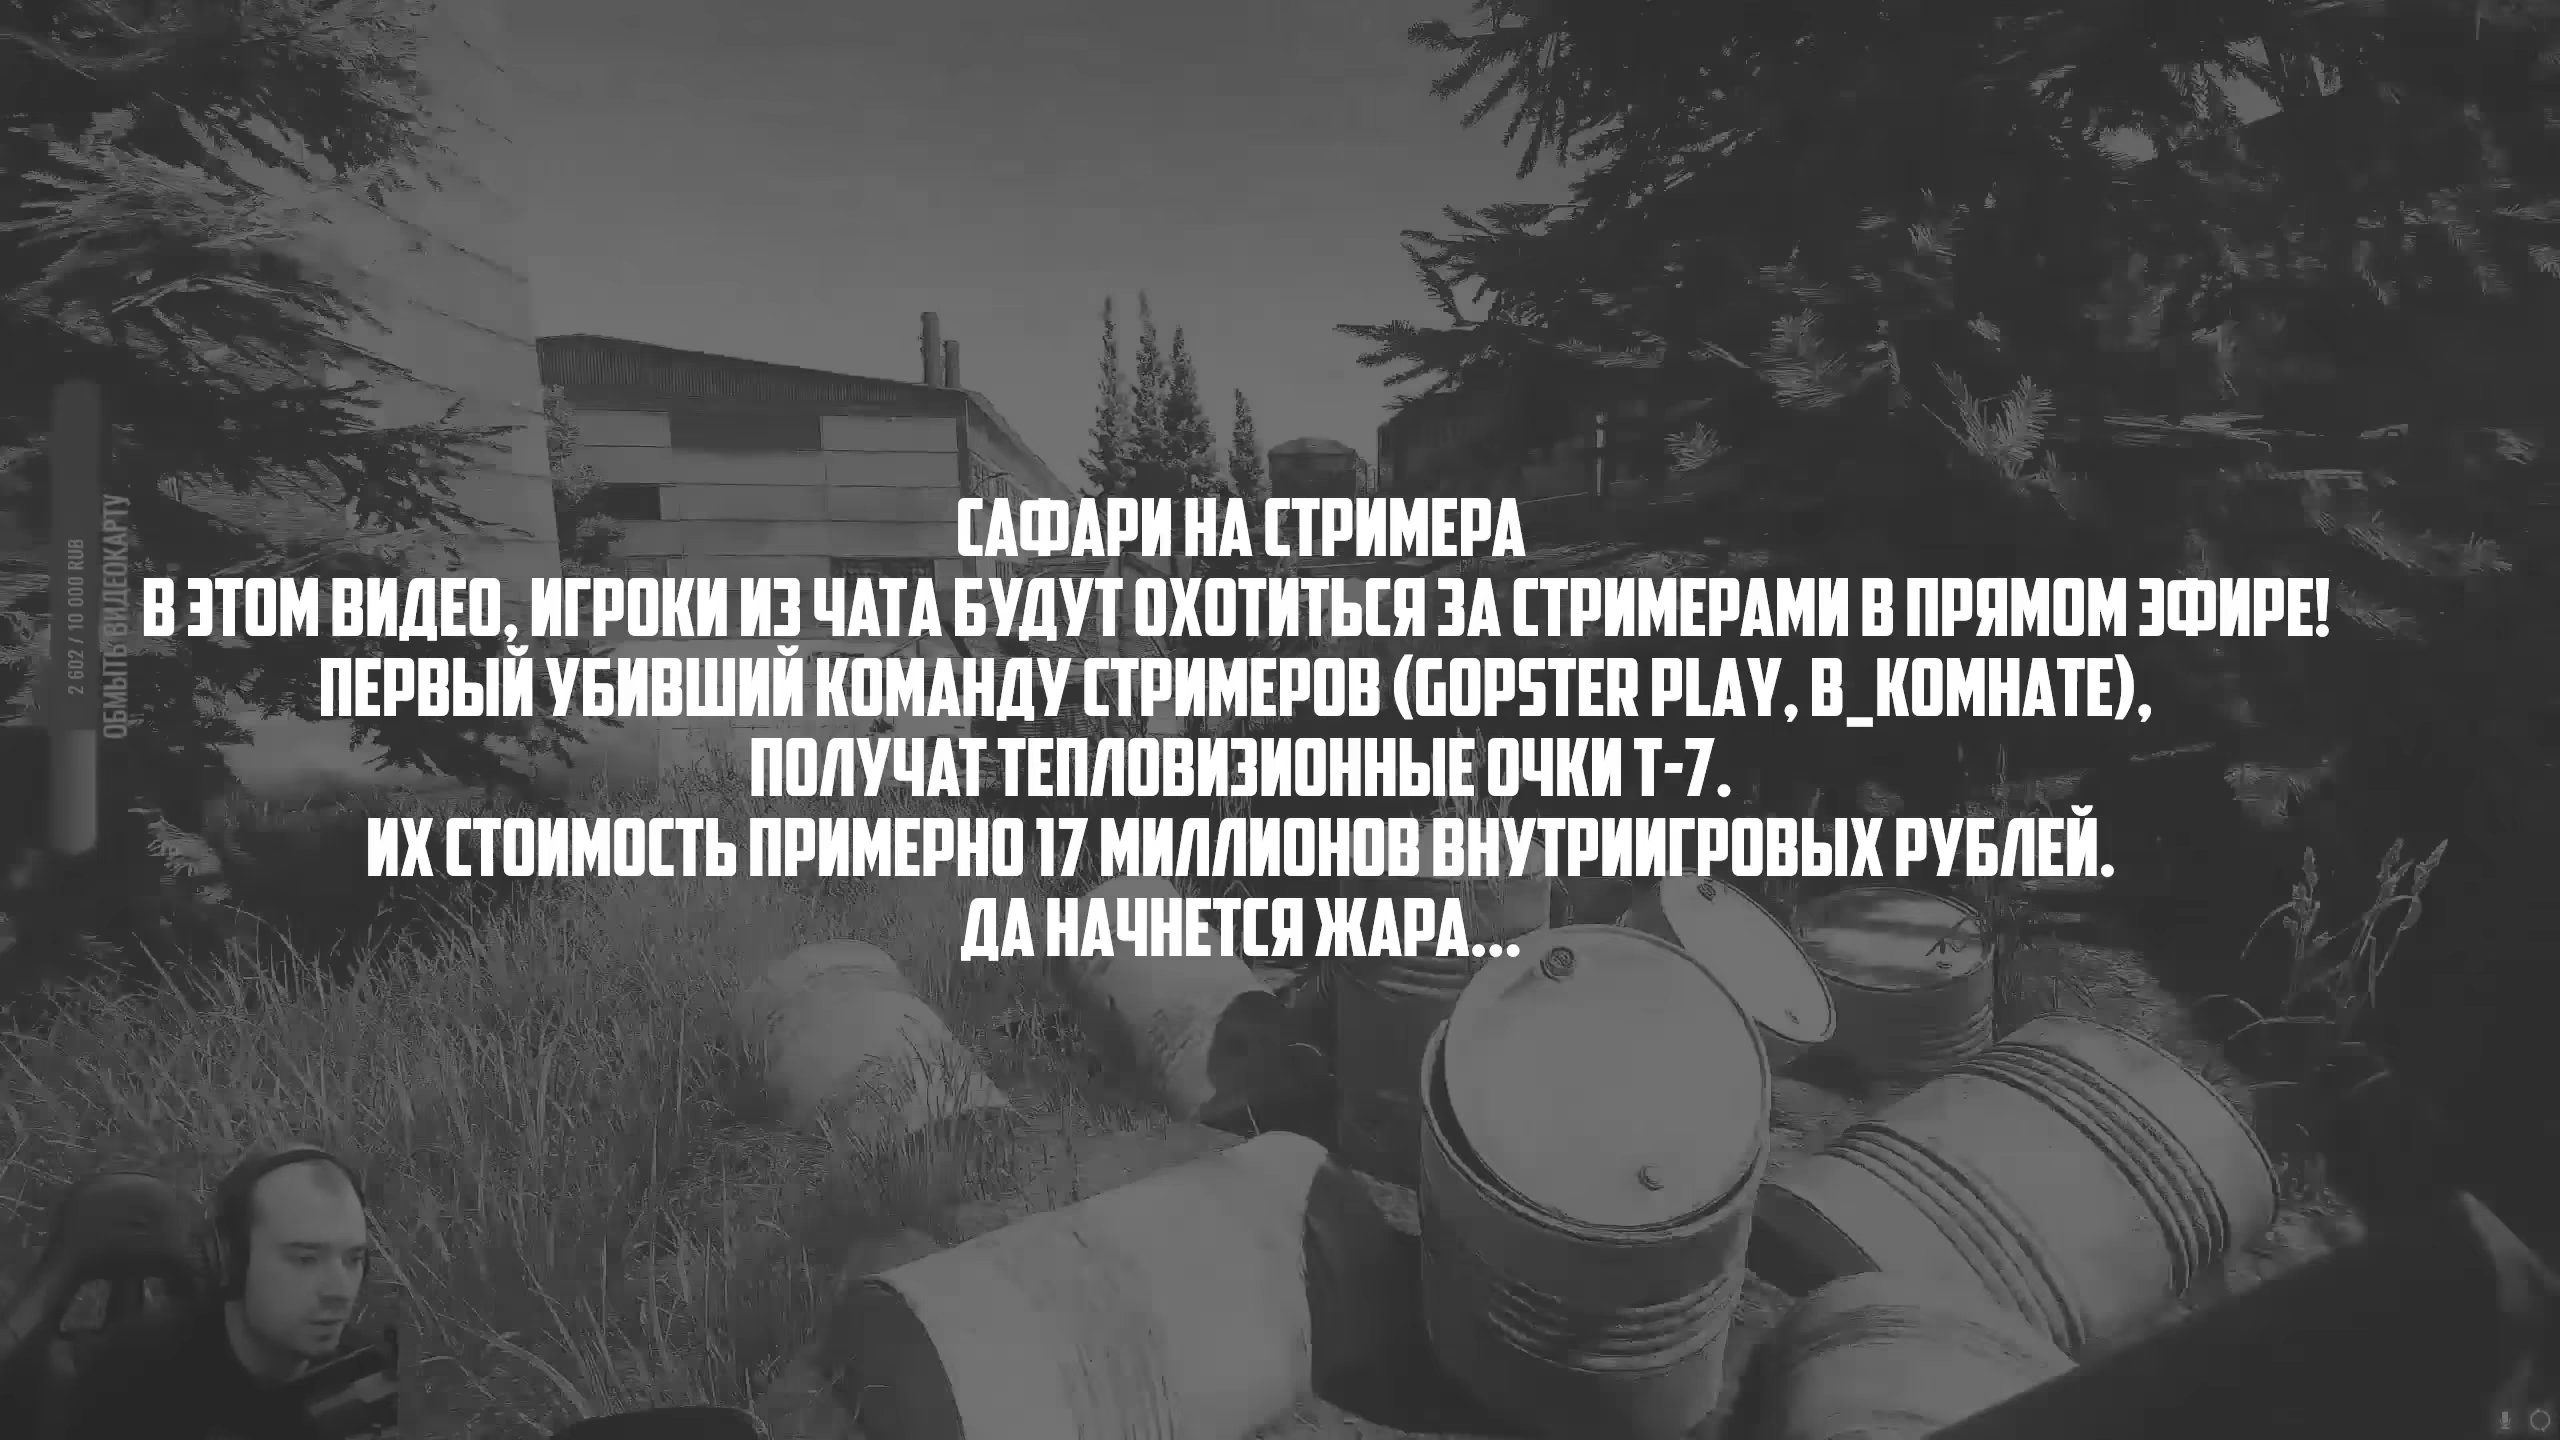 САФАРИ НА СТРИМЕРА
В ЭТОМ ВИДЕО, ИГРОКИ ИЗ ЧАТА БУДУТ ОХОТИТЬСЯ ЗА СТРИМЕРАМИ В ПРЯМОМ ЭФИРЕ!
ПЕРВЫЙ УБИВШИЙ КОМАНДУ СТРИМЕРОВ (GOPSTER PLAY, В_КОМНАТЕ),
ПОЛУЧАТ ТЕПЛОВИЗИОННЫЕ ОЧКИ Т-7.
ИХ СТОИМОСТЬ ПРИМЕРНО 17 МИЛЛИОНОВ ВНУТРИИГРОВЫХ РУБЛЕЙ.
ДА НАЧНЕТСЯ ЖАРА...
2 602 / 10 000 RUB
ОБМЫТЬ ВИДЕОКАРТУ